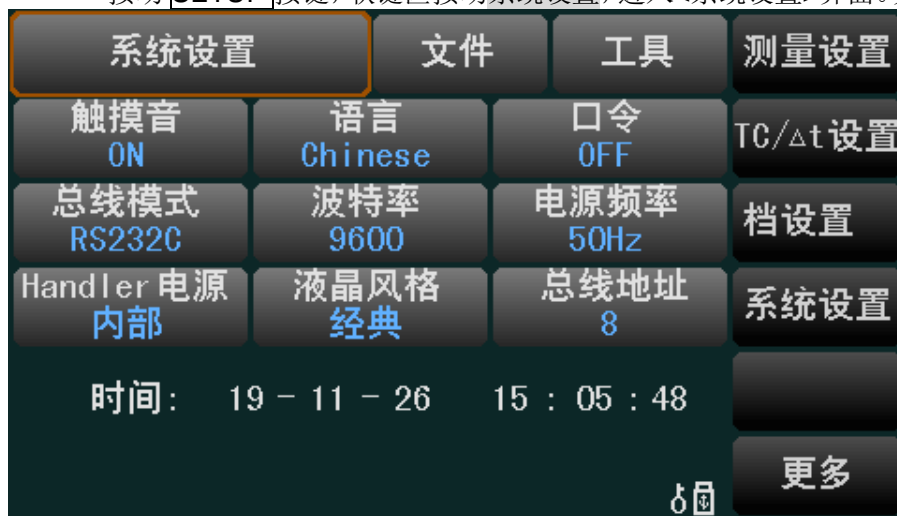 系统设置 文件 工具 测量设置
触摸音 语言 口令
ON Chinese OFF TC/△t设置
总线模式 波特率 电源频率
RS232C 9600 50Hz 档设置
Handler电源 液晶风格 总线地址
内部 经典 8 系统设置
时间: 19-11-26 15:05:48
更多